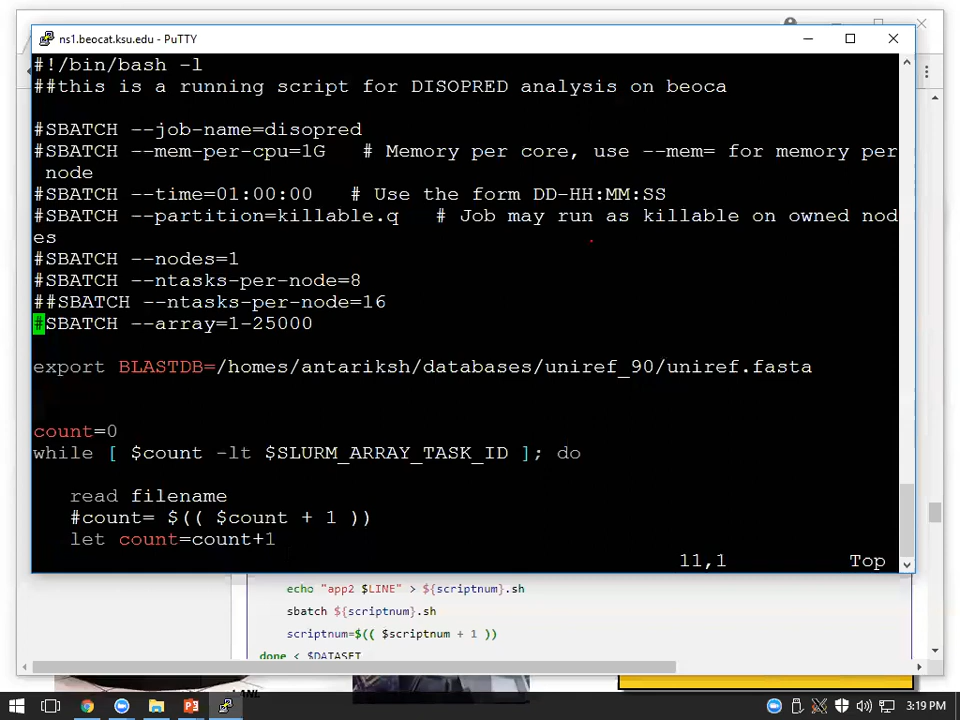 ns1.beocat.ksu.edu - PuTTY
#!/bin/bash -l
##this is a running script for DISOPRED analysis on beoca
#SBATCH --job-name=disopred
#SBATCH --mem-per-cpu=1G   # Memory per core, use --mem= for memory per
node
#SBATCH --time=01:00:00   # Use the form DD-HH:MM:SS
#SBATCH --partition=killable.q   # Job may run as killable on owned nod
es
#SBATCH --nodes=1
#SBATCH --ntasks-per-node=8
##SBATCH --ntasks-per-node=16
#SBATCH --array=1-25000
export BLASTDB=/homes/antariksh/databases/uniref_90/uniref.fasta
count=0
while [ $count -lt $SLURM_ARRAY_TASK_ID ]; do
read filename
#count= $(( $count + 1 ))
let count=count+1
11,1
Top
echo "app2 $LINE" > ${scriptnum}.sh
sbatch ${scriptnum}.sh
scriptnum=$(( $scriptnum + 1 ))
done < $DATASET
LANL
3:19 PM